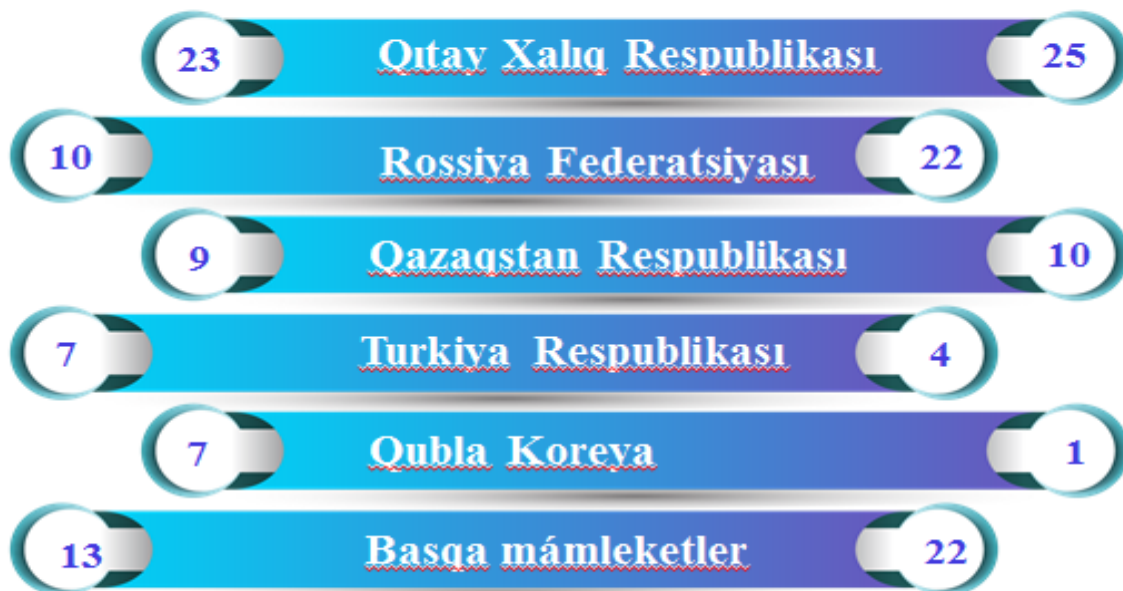 23 Qıtay Xalıq Respublikası 25
10 Rossiya Federatsiyası 22
9 Qazaqstan Respublikası 10
7 Turkiya Respublikası 4
7 Qubla Koreya 1
13 Basqa mámleketler 22